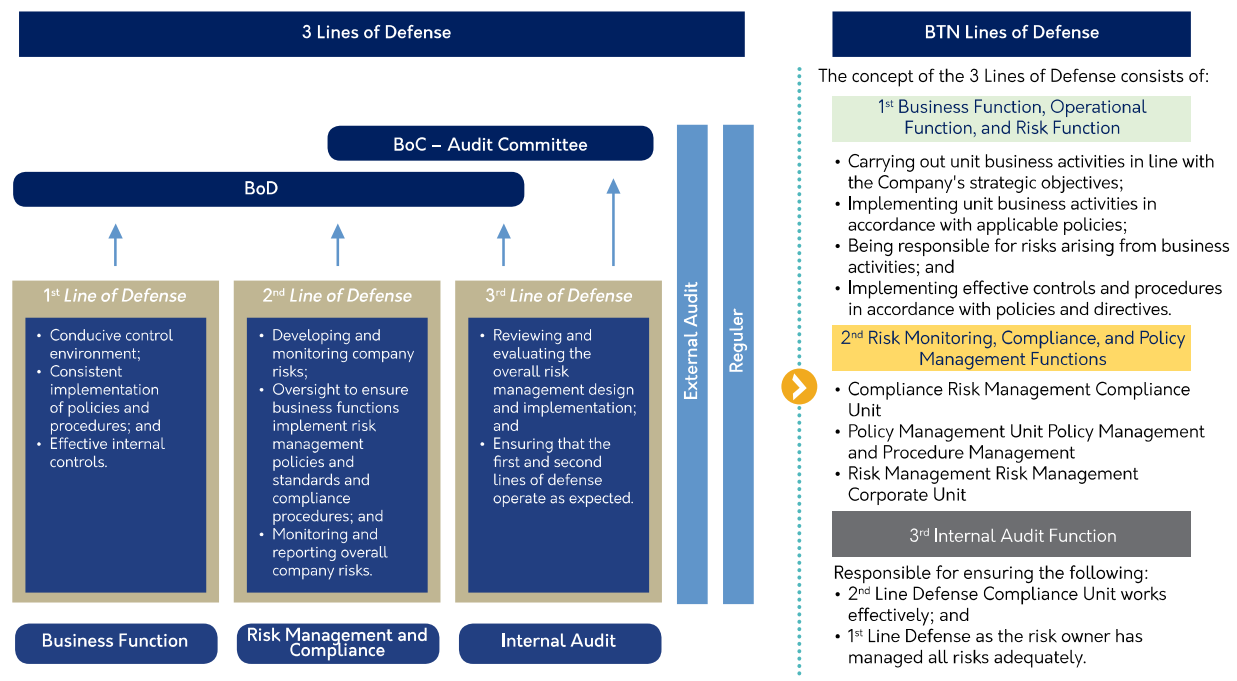 3 Lines of Defense
BoC – Audit Committee
BoD
1st Line of Defense
• Conducive control
environment;
• Consistent
implementation
of policies and
procedures; and
• Effective internal
controls.
Business Function
2nd Line of Defense
• Developing and
monitoring company
risks;
• Oversight to ensure
business functions
implement risk
management
policies and
standards and
compliance
procedures; and
• Monitoring and
reporting overall
company risks.
Risk Management and
Compliance
3rd Line of Defense
• Reviewing and
evaluating the
overall risk
management design
and implementation;
and
• Ensuring that the
first and second
lines of defense
operate as expected.
Internal Audit
External Audit
Reguler
BTN Lines of Defense
The concept of the 3 Lines of Defense consists of:
1st Business Function, Operational
Function, and Risk Function
• Carrying out unit business activities in line with
the Company's strategic objectives;
• Implementing unit business activities in
accordance with applicable policies;
• Being responsible for risks arising from business
activities; and
• Implementing effective controls and procedures
in accordance with policies and directives.
2nd Risk Monitoring, Compliance, and Policy
Management Functions
• Compliance Risk Management Compliance
Unit
• Policy Management Unit Policy Management
and Procedure Management
• Risk Management Risk Management
Corporate Unit
3rd Internal Audit Function
Responsible for ensuring the following:
• 2nd Line Defense Compliance Unit works
effectively; and
• 1st Line Defense as the risk owner has
managed all risks adequately.